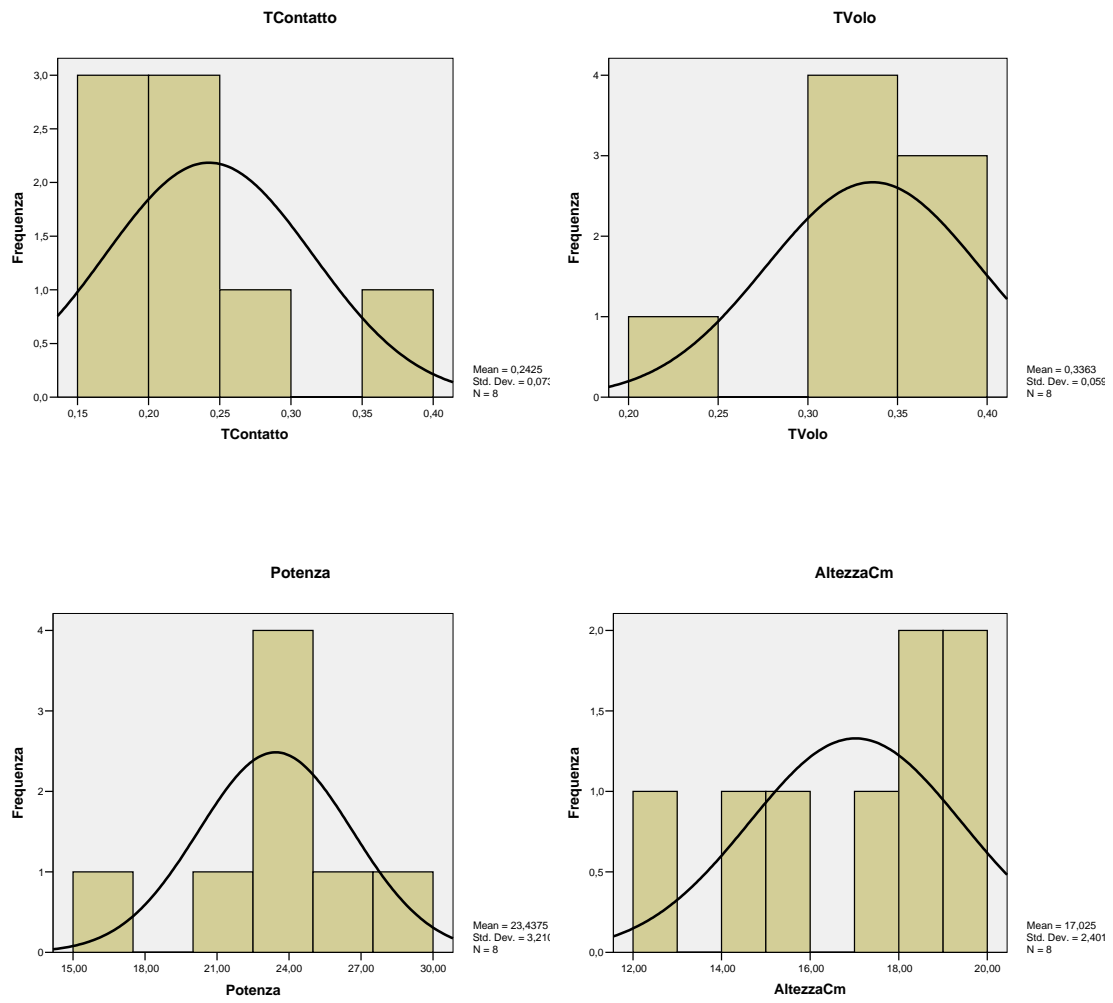 TContatto
Frequenza
3,0
2,5
2,0
1,5
1,0
0,5
0,0
0,15
0,20
0,25
0,30
0,35
0,40
TContatto
Mean = 0,2425
Std. Dev. = 0,073
N = 8
TVolo
Frequenza
4
3
2
1
0
0,20
0,25
0,30
0,35
0,40
TVolo
Mean = 0,3363
Std. Dev. = 0,059
N = 8
Potenza
Frequenza
4
3
2
1
0
15,00
18,00
21,00
24,00
27,00
30,00
Potenza
Mean = 23,4375
Std. Dev. = 3,210
N = 8
AltezzaCm
Frequenza
2,0
1,5
1,0
0,5
0,0
12,00
14,00
16,00
18,00
20,00
AltezzaCm
Mean = 17,025
Std. Dev. = 2,401
N = 8